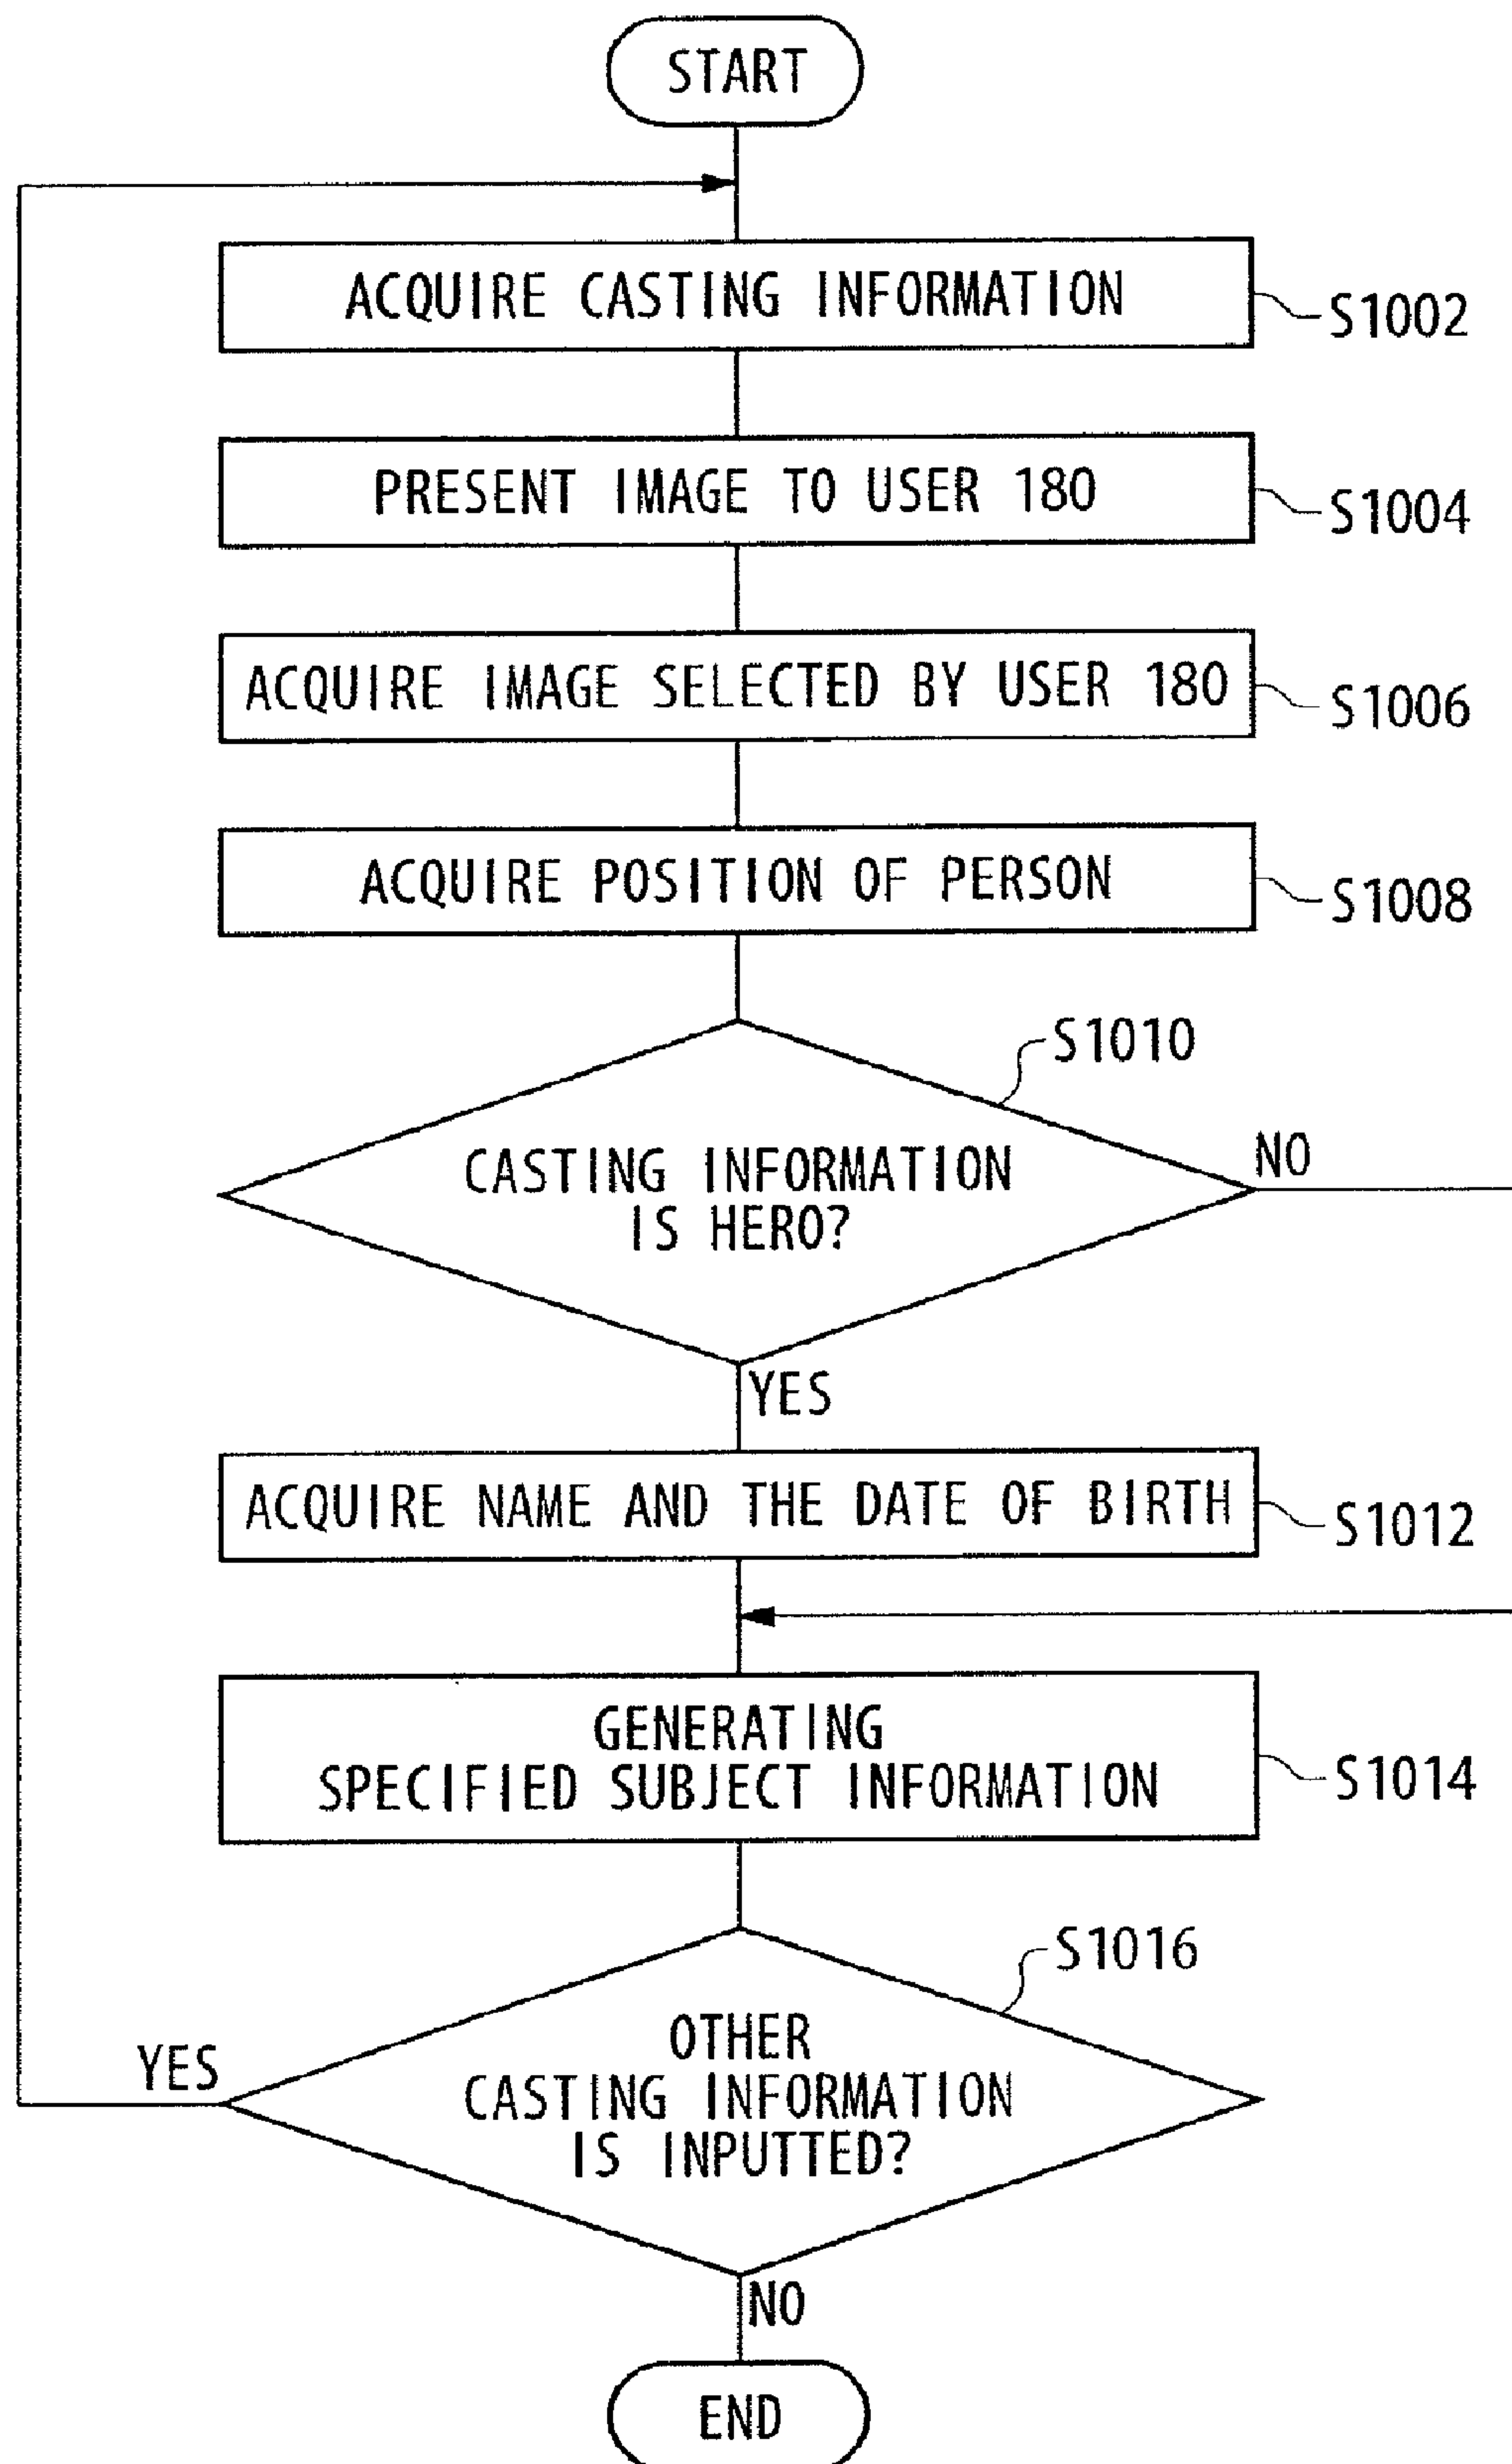 START
ACQUIRE CASTING INFORMATION
S1002
PRESENT IMAGE TO USER 180
S1004
ACQUIRE IMAGE SELECTED BY USER 180
S1006
ACQUIRE POSITION OF PERSON
S1008
S1010
CASTING INFORMATION
IS HERO?
NO
YES
ACQUIRE NAME AND THE DATE OF BIRTH
S1012
GENERATING
SPECIFIED SUBJECT INFORMATION
S1014
S1016
OTHER
CASTING INFORMATION
IS INPUTTED?
YES
NO
END